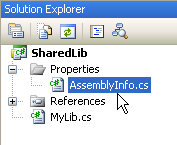 Solution Explorer
SharedLib
Properties
AssemblyInfo.cs
References
MyLib.cs